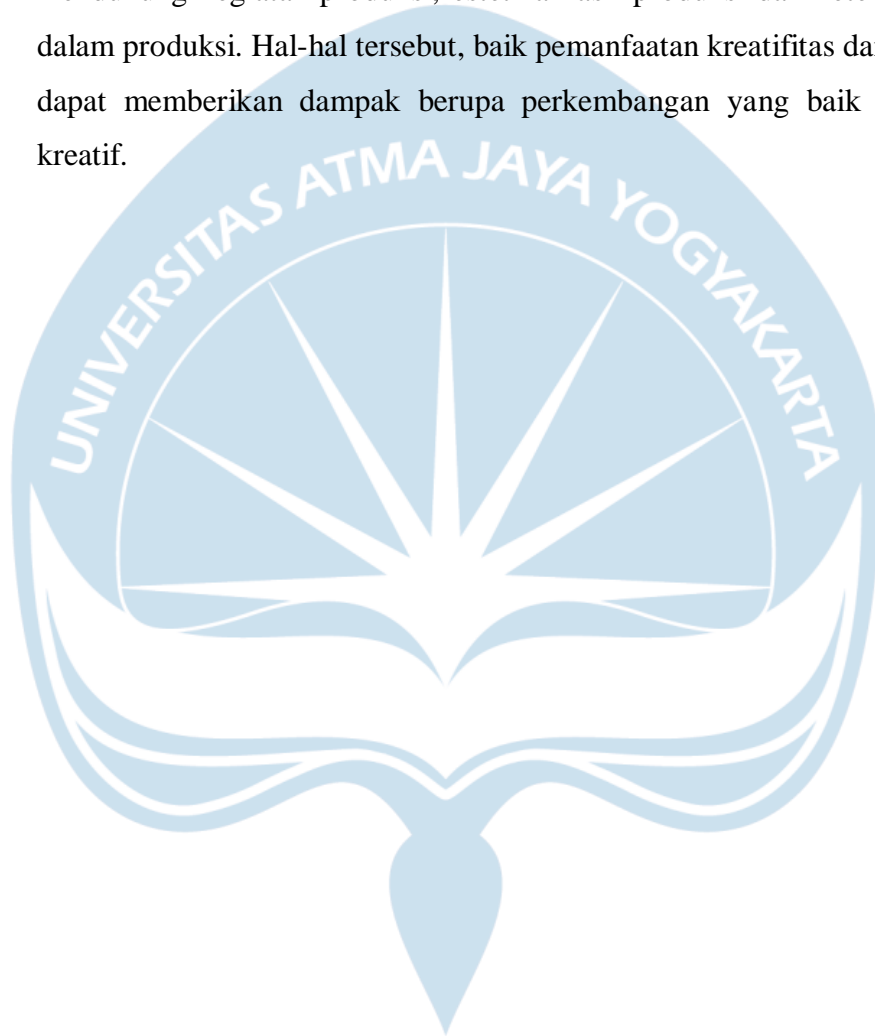 dalam produksi. Hal-hal tersebut, baik pemanfaatan kreatifitas
dapat memberikan dampak berupa perkembangan yang baik
kreatif.
UNIVERSITAS ATMA JAYA YOGYAKARTA